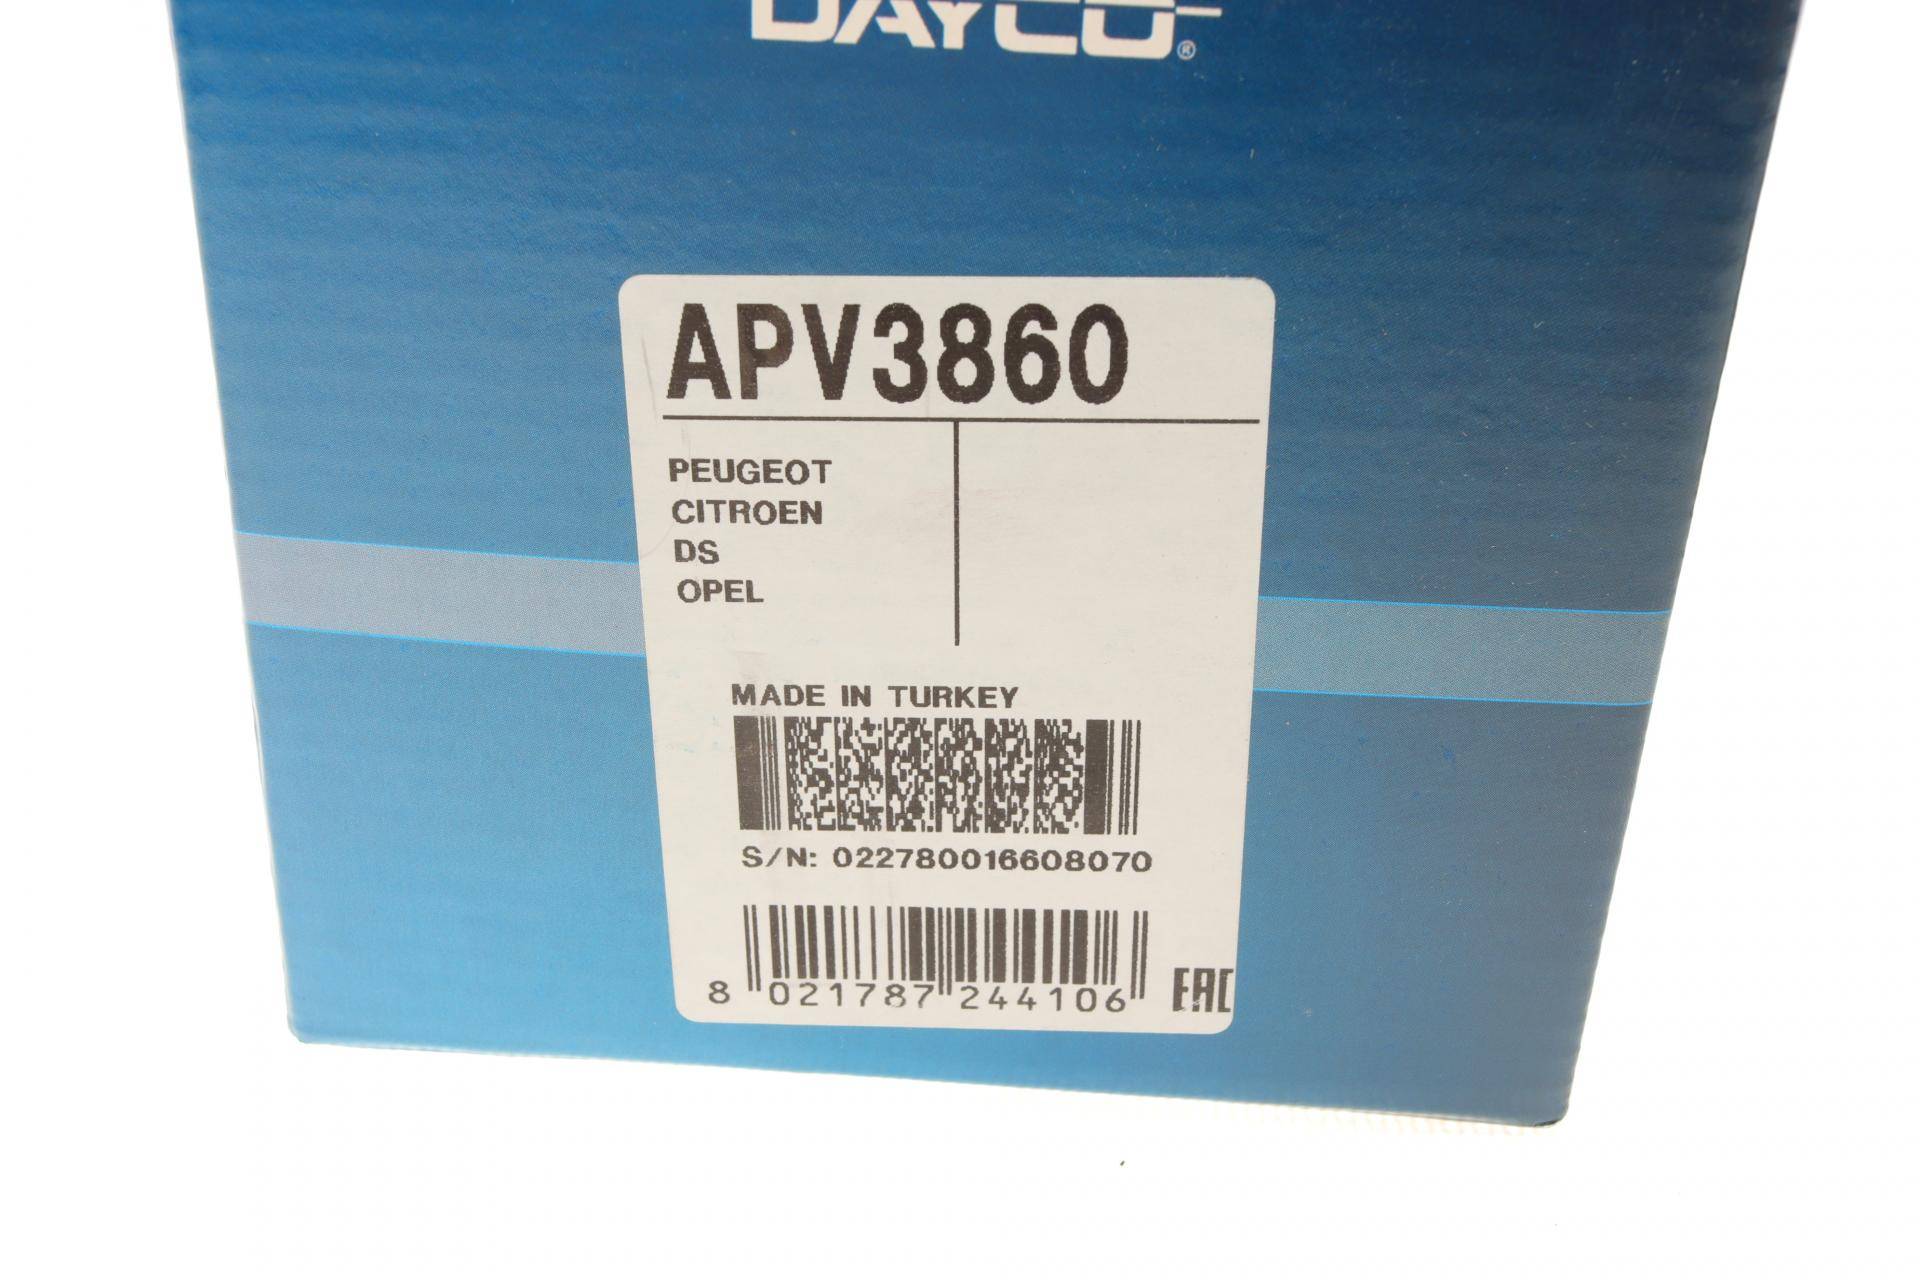 DAYCO®
APV3860
PEUGEOT
CITROEN
DS
OPEL
MADE IN TURKEY
S/N: 022780016608070
8 021787 244106
EAC